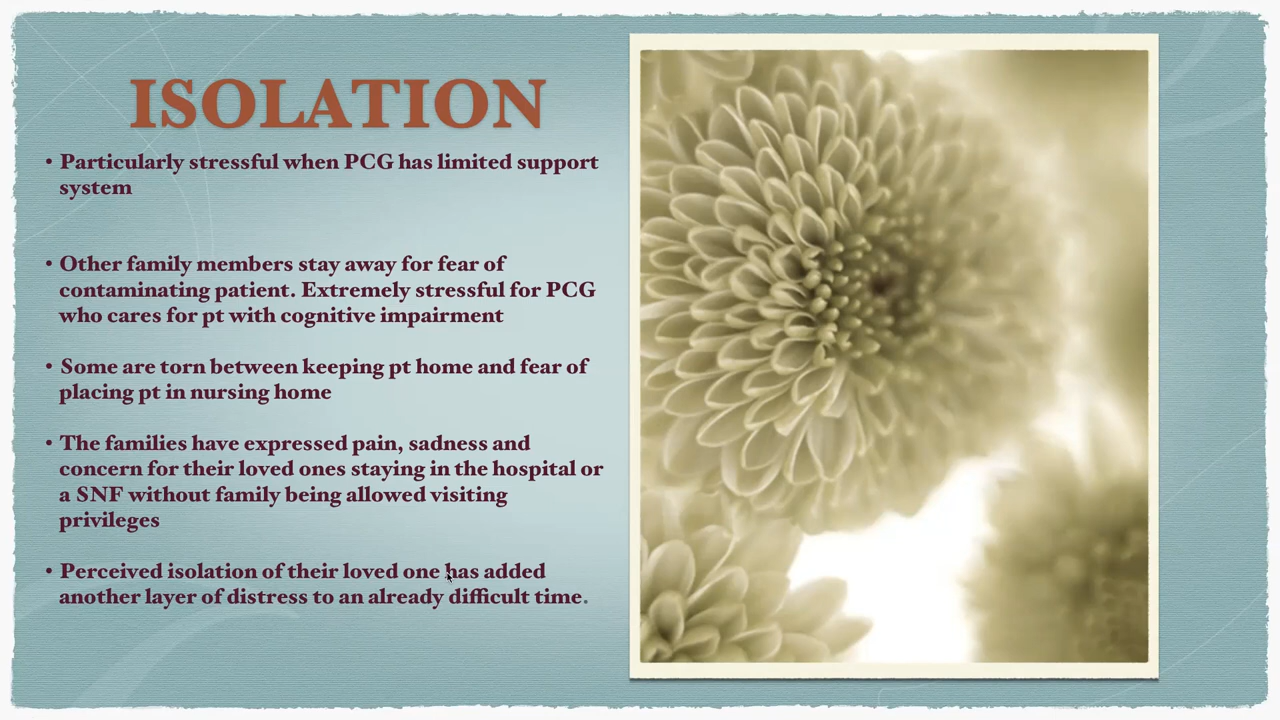 ISOLATION
• Particularly stressful when PCG has limited support
system
• Other family members stay away for fear of
contaminating patient. Extremely stressful for PCG
who cares for pt with cognitive impairment
• Some are torn between keeping pt home and fear of
placing pt in nursing home
• The families have expressed pain, sadness and
concern for their loved ones staying in the hospital or
a SNF without family being allowed visiting
privileges
• Perceived isolation of their loved one has added
another layer of distress to an already difficult time.